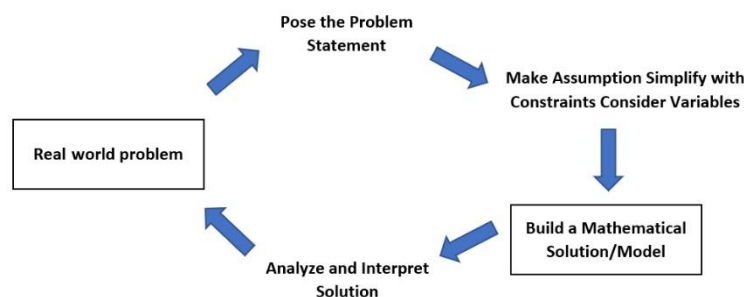 Pose the Problem
Statement
Make Assumption Simplify with
Constraints Consider Variables
Real world problem
Build a Mathematical
Solution/Model
Analyze and Interpret
Solution